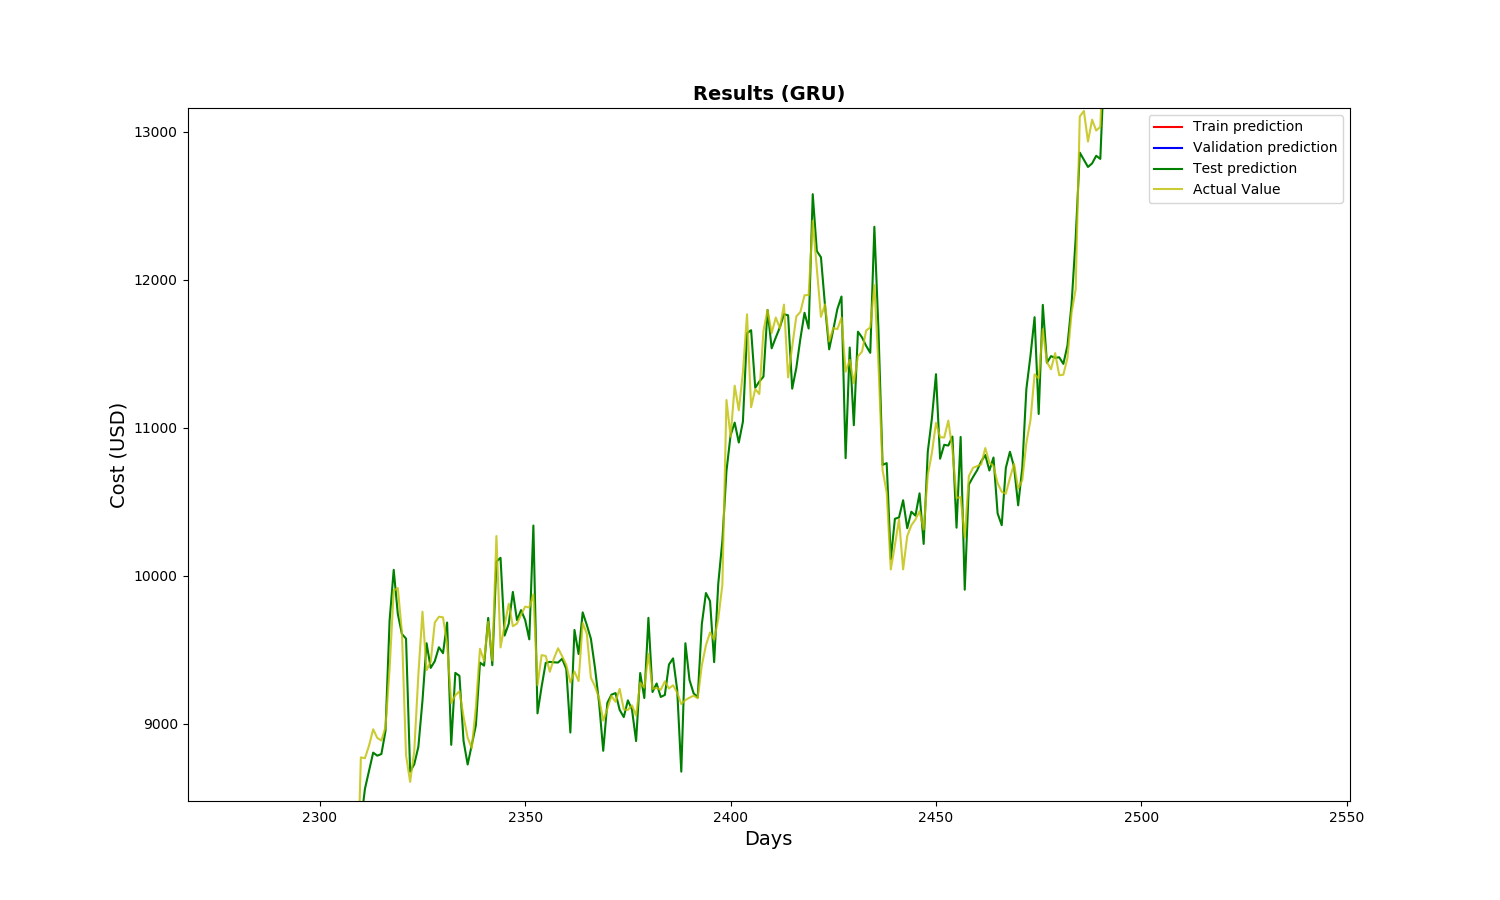 Results (GRU)
Train prediction
Validation prediction
Test prediction
Actual Value
Cost (USD)
13000
12000
11000
10000
9000
2300 2350 2400 2450 2500 2550
Days